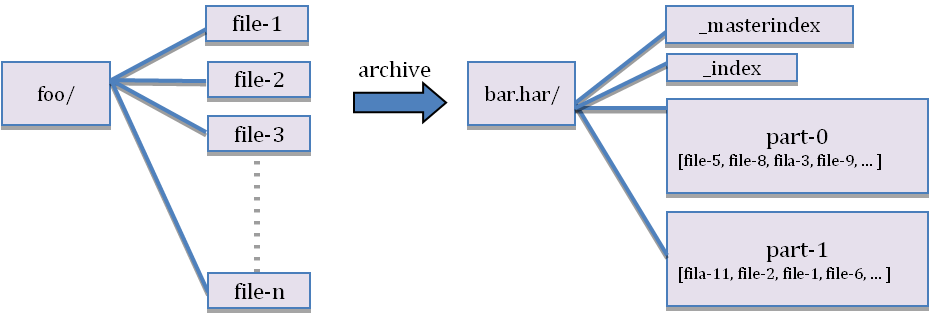 foo/
file-1
file-2
file-3
file-n
archive
bar.har/
_masterindex
_index
part-0
[file-5, file-8, fila-3, file-9, ... ]
part-1
[fila-11, file-2, file-1, file-6, ... ]